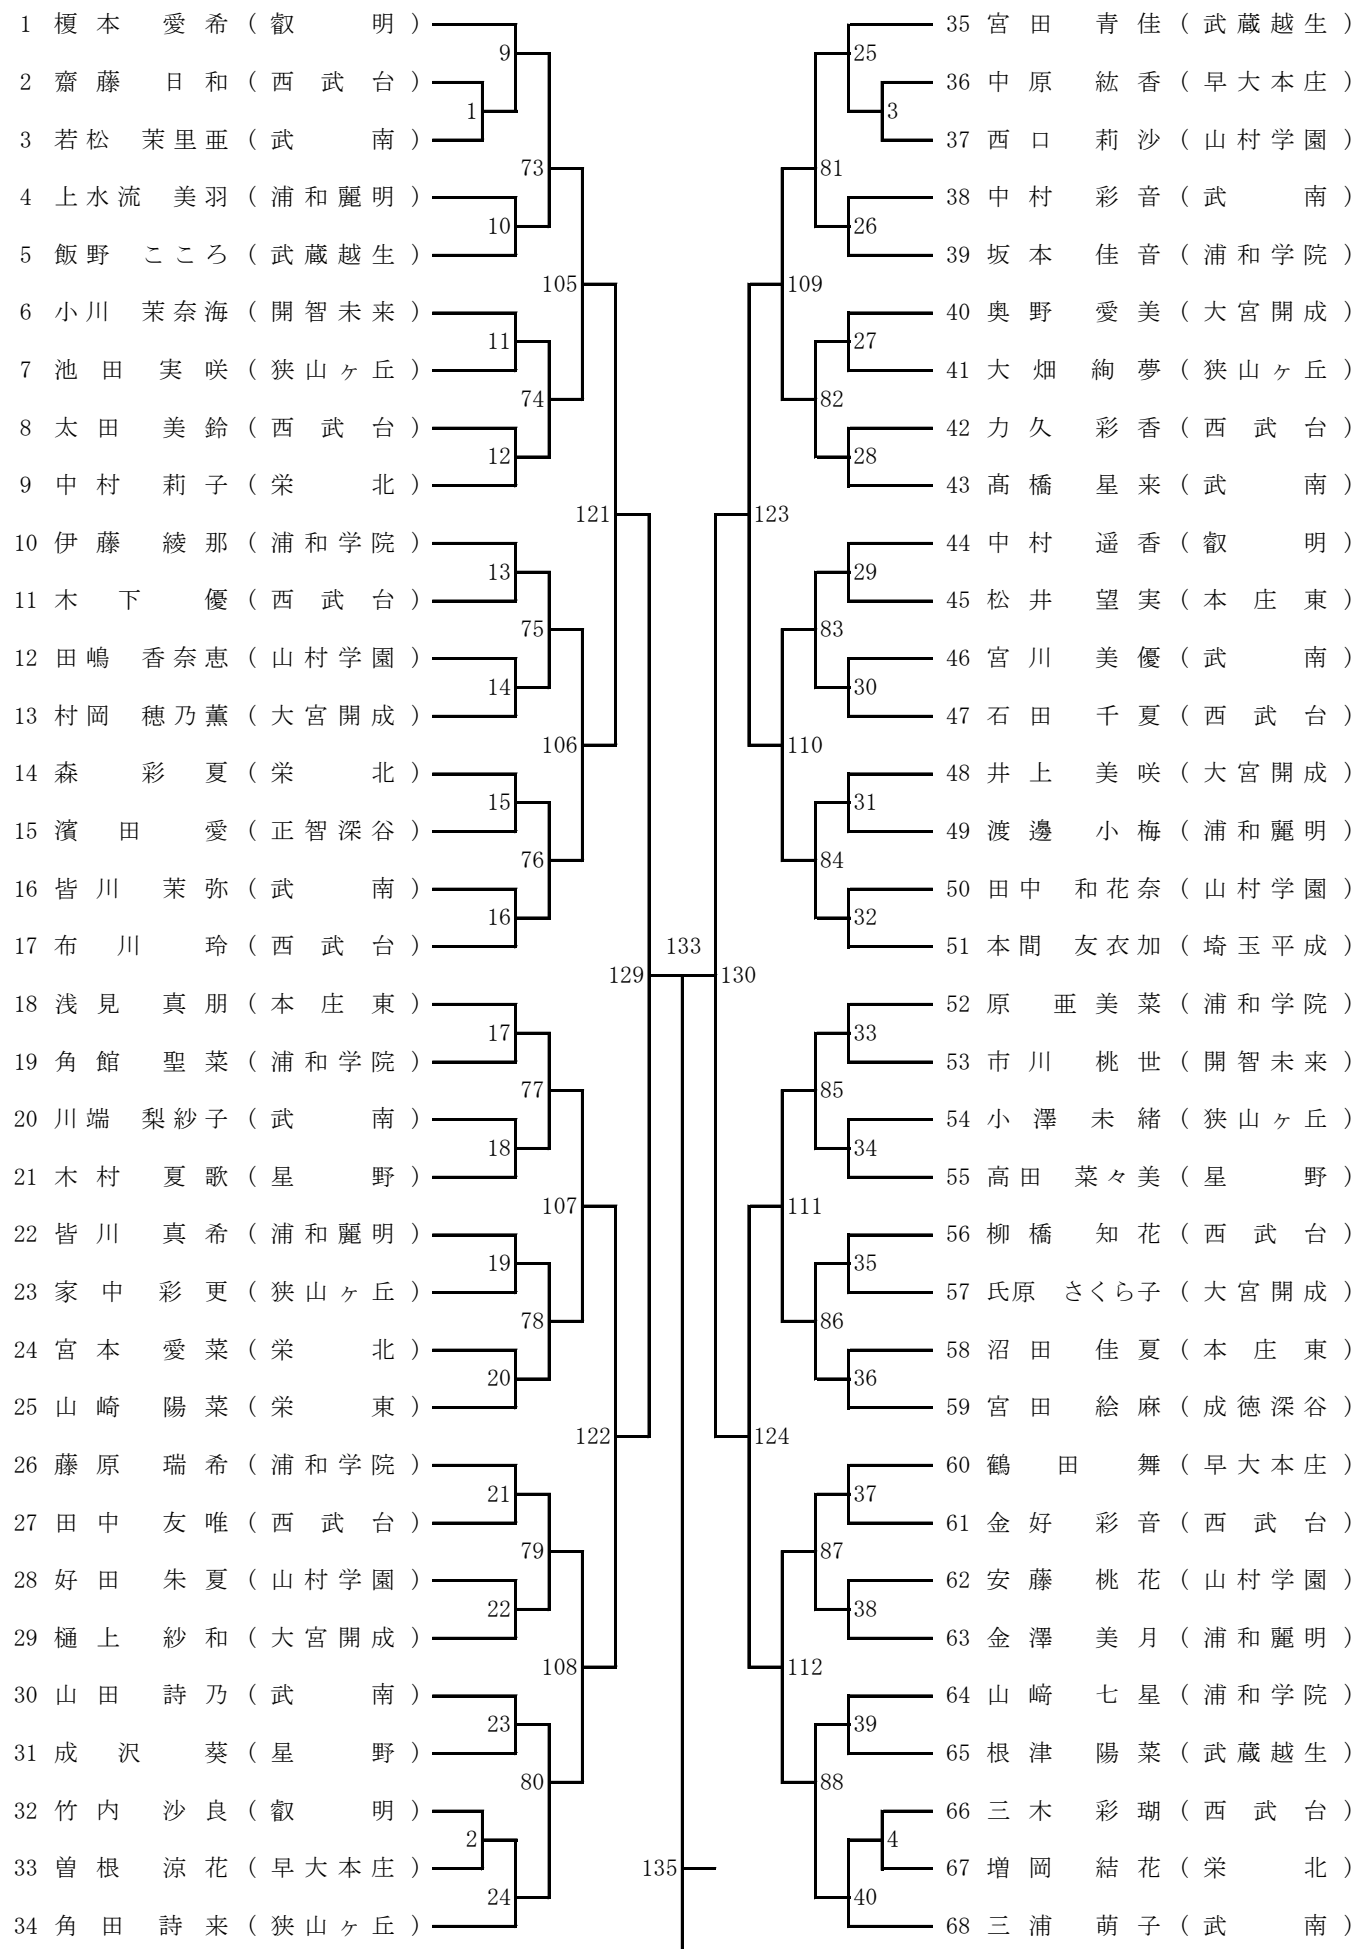 1 榎本 愛希 (叡明)
2 齋藤 日和 (西武台)
3 若松 茉里亜 (武南)
4 上水流 美羽 (浦和麗明)
5 飯野 こころ (武蔵越生)
6 小川 茉奈海 (開智未来)
7 池田 実咲 (狭山ヶ丘)
8 太田 美鈴 (西武台)
9 中村 莉子 (栄北)
10 伊藤 綾那 (浦和学院)
11 木下 優 (西武台)
12 田嶋 香奈恵 (山村学園)
13 村岡 穂乃薫 (大宮開成)
14 森 彩夏 (栄北)
15 濱田 愛 (正智深谷)
16 皆川 茉弥 (武南)
17 布川 玲 (西武台)
18 浅見 真朋 (本庄東)
19 角館 聖菜 (浦和学院)
20 川端 梨紗子 (武南)
21 木村 夏歌 (星野)
22 皆川 真希 (浦和麗明)
23 家中 彩更 (狭山ヶ丘)
24 宮本 愛菜 (栄北)
25 山崎 陽菜 (栄東)
26 藤原 瑞希 (浦和学院)
27 田中 友唯 (西武台)
28 好田 朱夏 (山村学園)
29 樋上 紗和 (大宮開成)
30 山田 詩乃 (武南)
31 成沢 葵 (星野)
32 竹内 沙良 (叡明)
33 曽根 涼花 (早大本庄)
34 角田 詩来 (狭山ヶ丘)
9
1
73
10
105
11
74
12
121
13
75
14
106
15
76
16
129
17
77
18
107
19
78
20
122
21
79
22
108
23
80
2
24
133
135
130
25
3
81
26
109
27
82
28
123
29
83
30
110
31
84
32
33
85
34
111
35
86
36
124
37
87
38
112
39
88
4
40
35 宮田 青佳 (武蔵越生)
36 中原 紘香 (早大本庄)
37 西口 莉沙 (山村学園)
38 中村 彩音 (武南)
39 坂本 佳音 (浦和学院)
40 奥野 愛美 (大宮開成)
41 大畑 絢夢 (狭山ヶ丘)
42 力久 彩香 (西武台)
43 髙橋 星来 (武南)
44 中村 遥香 (叡明)
45 松井 望実 (本庄東)
46 宮川 美優 (武南)
47 石田 千夏 (西武台)
48 井上 美咲 (大宮開成)
49 渡邊 小梅 (浦和麗明)
50 田中 和花奈 (山村学園)
51 本間 友衣加 (埼玉平成)
52 原 亜美菜 (浦和学院)
53 市川 桃世 (開智未来)
54 小澤 未緒 (狭山ヶ丘)
55 高田 菜々美 (星野)
56 柳橋 知花 (西武台)
57 氏原 さくら子 (大宮開成)
58 沼田 佳夏 (本庄東)
59 宮田 絵麻 (成徳深谷)
60 鶴田 舞 (早大本庄)
61 金好 彩音 (西武台)
62 安藤 桃花 (山村学園)
63 金澤 美月 (浦和麗明)
64 山﨑 七星 (浦和学院)
65 根津 陽菜 (武蔵越生)
66 三木 彩瑚 (西武台)
67 増岡 結花 (栄北)
68 三浦 萌子 (武南)